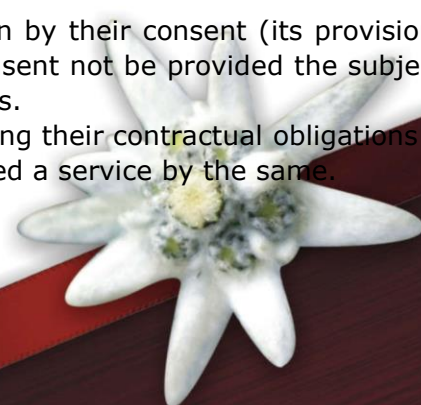 n by their consent (its provisio
sent not be provided the subje
s.
ng their contractual obligations
ed a service by the same.